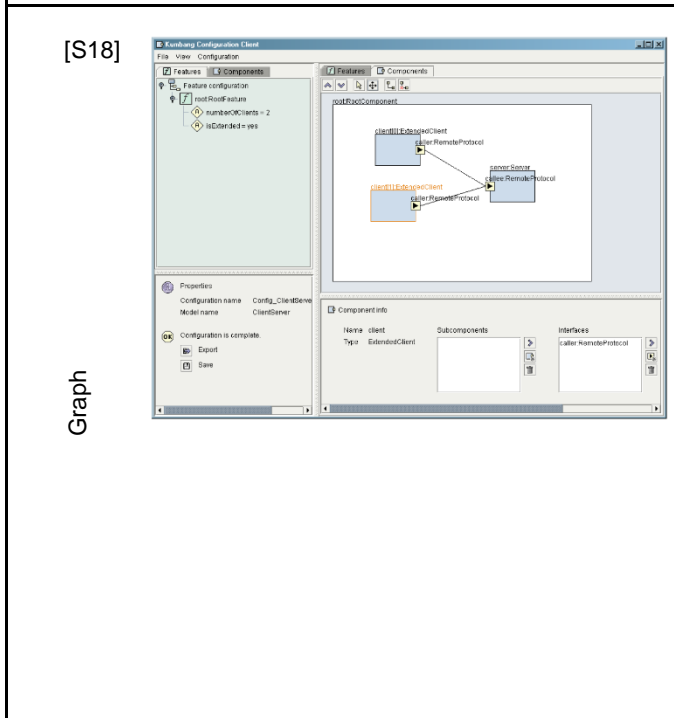 [S18]
Graph
Kumbang Configuration Client
File View Configuration
Features Components
Feature configuration
root:RootFeature
numberOfClients = 2
isExtended = yes
Properties
Configuration name Config_ClientServe
Model name ClientServer
OK Configuration is complete.
Export
Save
Features Components
root:RootComponent
client[0]:ExtendedClient
caller:RemoteProtocol
server:Server
callee:RemoteProtocol
client[1]:ExtendedClient
caller:RemoteProtocol
Component info
Name client Subcomponents Interfaces
Type ExtendedClient caller:RemoteProtocol